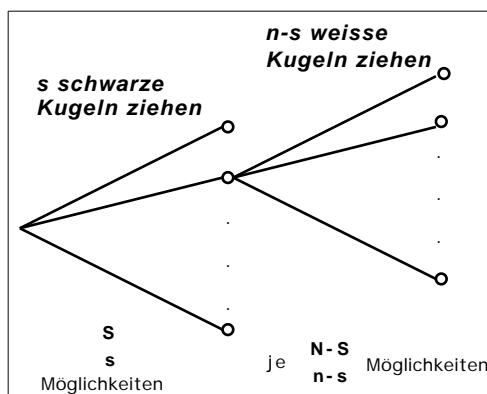 s schwarze
Kugeln ziehen
n-s weisse
Kugeln ziehen
S
s
Möglichkeiten
je N-S Möglichkeiten
n-s